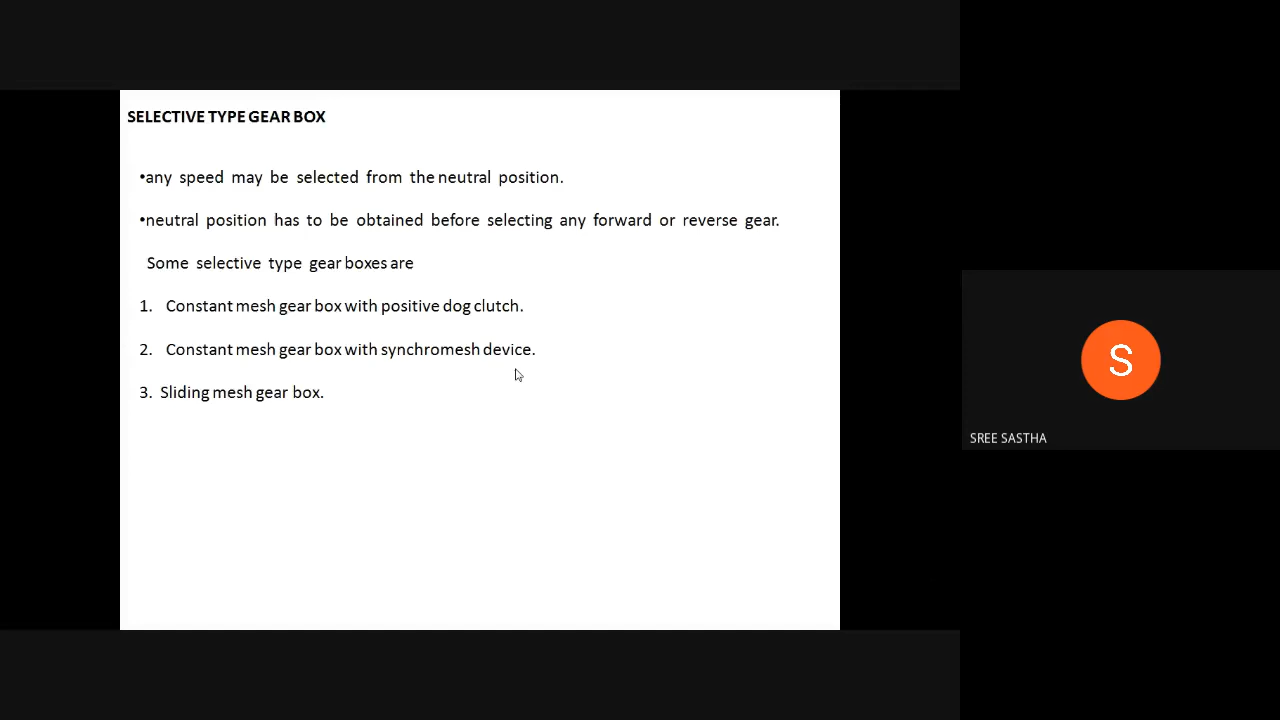 SELECTIVE TYPE GEAR BOX
•any speed may be selected from the neutral position.
•neutral position has to be obtained before selecting any forward or reverse gear.
Some selective type gear boxes are
1. Constant mesh gear box with positive dog clutch.
2. Constant mesh gear box with synchromesh device.
3. Sliding mesh gear box.
S
SREE SASTHA